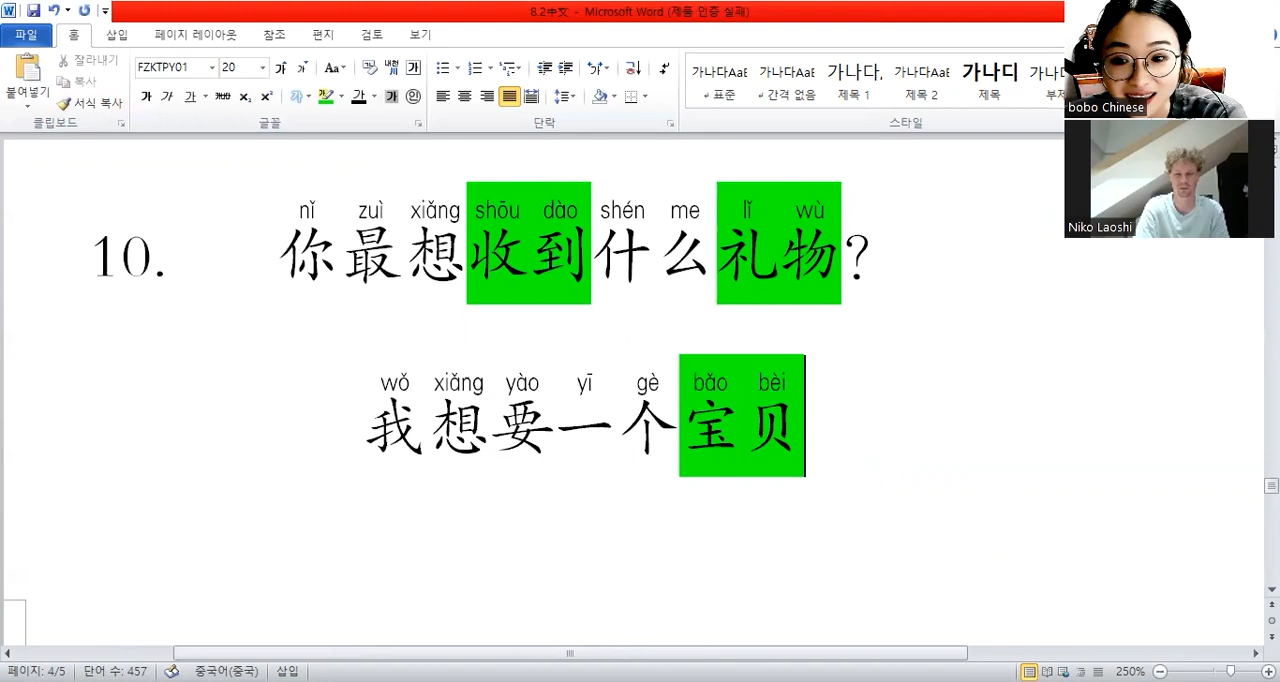 8.2中文 - Microsoft Word (제품 인증 실패)
파일 홈 삽입 페이지 레이아웃 참조 편지 검토 보기
붙여넣기
잘라내기
복사
서식 복사
클립보드
FZKTPY01 20
글꼴
단락
가나다AaE 가나다AaE 가나다, 가나다AaE 가나디 가나다
표준 간격 없음 제목 1 제목 2 제목 부제
스타일
bobo Chinese
Niko Laoshi
nǐ zuì xiǎng shōu dào shén me lǐ wù
10. 你最想收到什么礼物?
wǒ xiǎng yào yī gè bǎo bèi
我想要一个宝贝
페이지: 4/5 단어 수: 457 중국어(중국) 삽입 250%